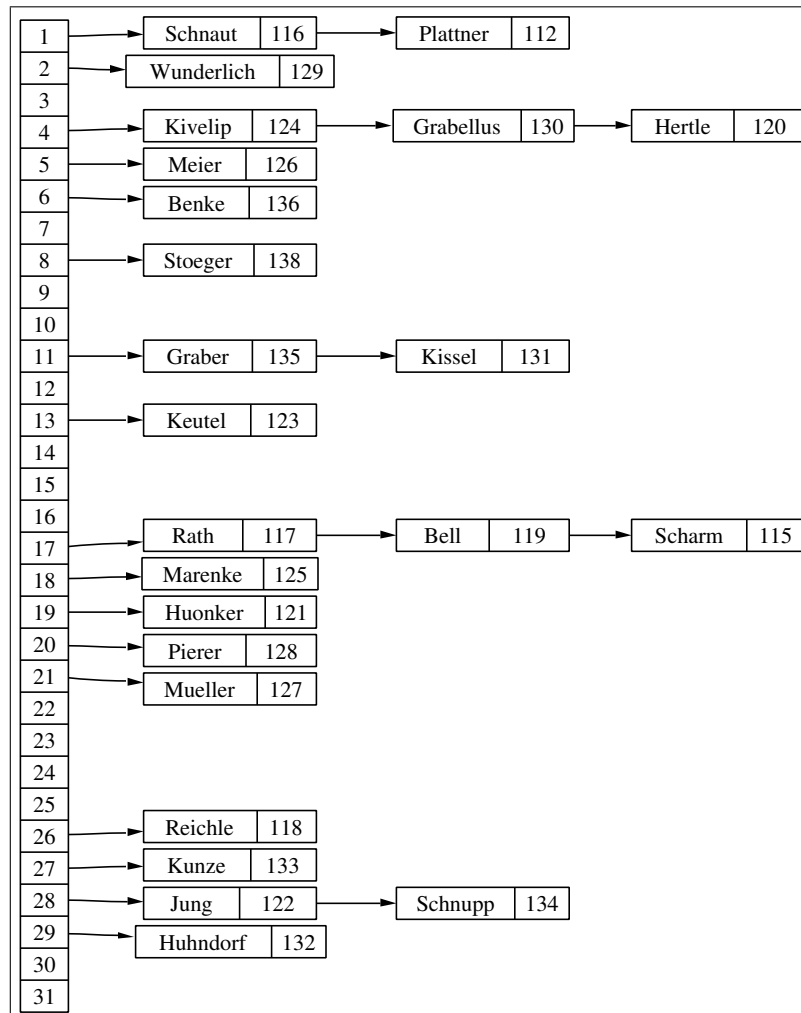 1 Schnaut 116 Plattner 112
2 Wunderlich 129
3
4 Kivelip 124 Grabellus 130 Hertle 120
5 Meier 126
6 Benke 136
7
8 Stoeger 138
9
10
11 Graber 135 Kissel 131
12
13 Keutel 123
14
15
16
17 Rath 117 Bell 119 Scharm 115
18 Marenke 125
19 Huonker 121
20 Pierer 128
21 Mueller 127
22
23
24
25
26 Reichle 118
27 Kunze 133
28 Jung 122 Schnupp 134
29 Huhndorf 132
30
31